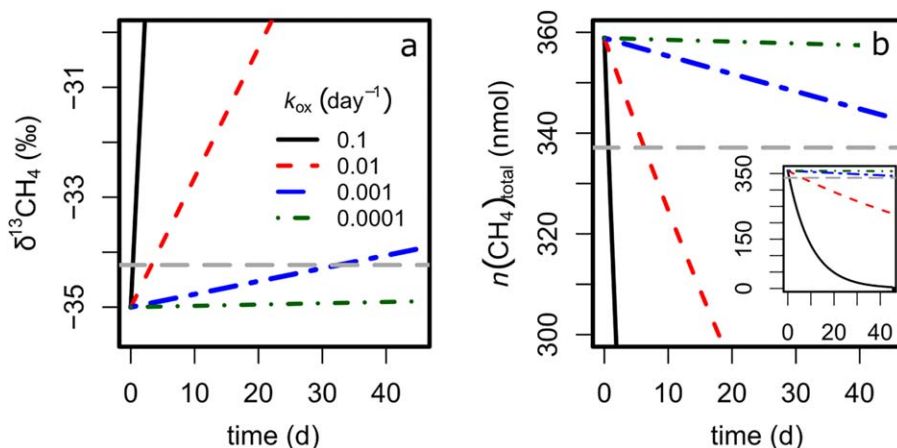 a
δ¹³CH₄ (‰)
−31
−33
−35
k_ox (day⁻¹)
0.1
0.01
0.001
0.0001
0 10 20 30 40
time (d)
b
n(CH₄)total (nmol)
360
340
320
300
350
150
0
0 20 40
0 10 20 30 40
time (d)